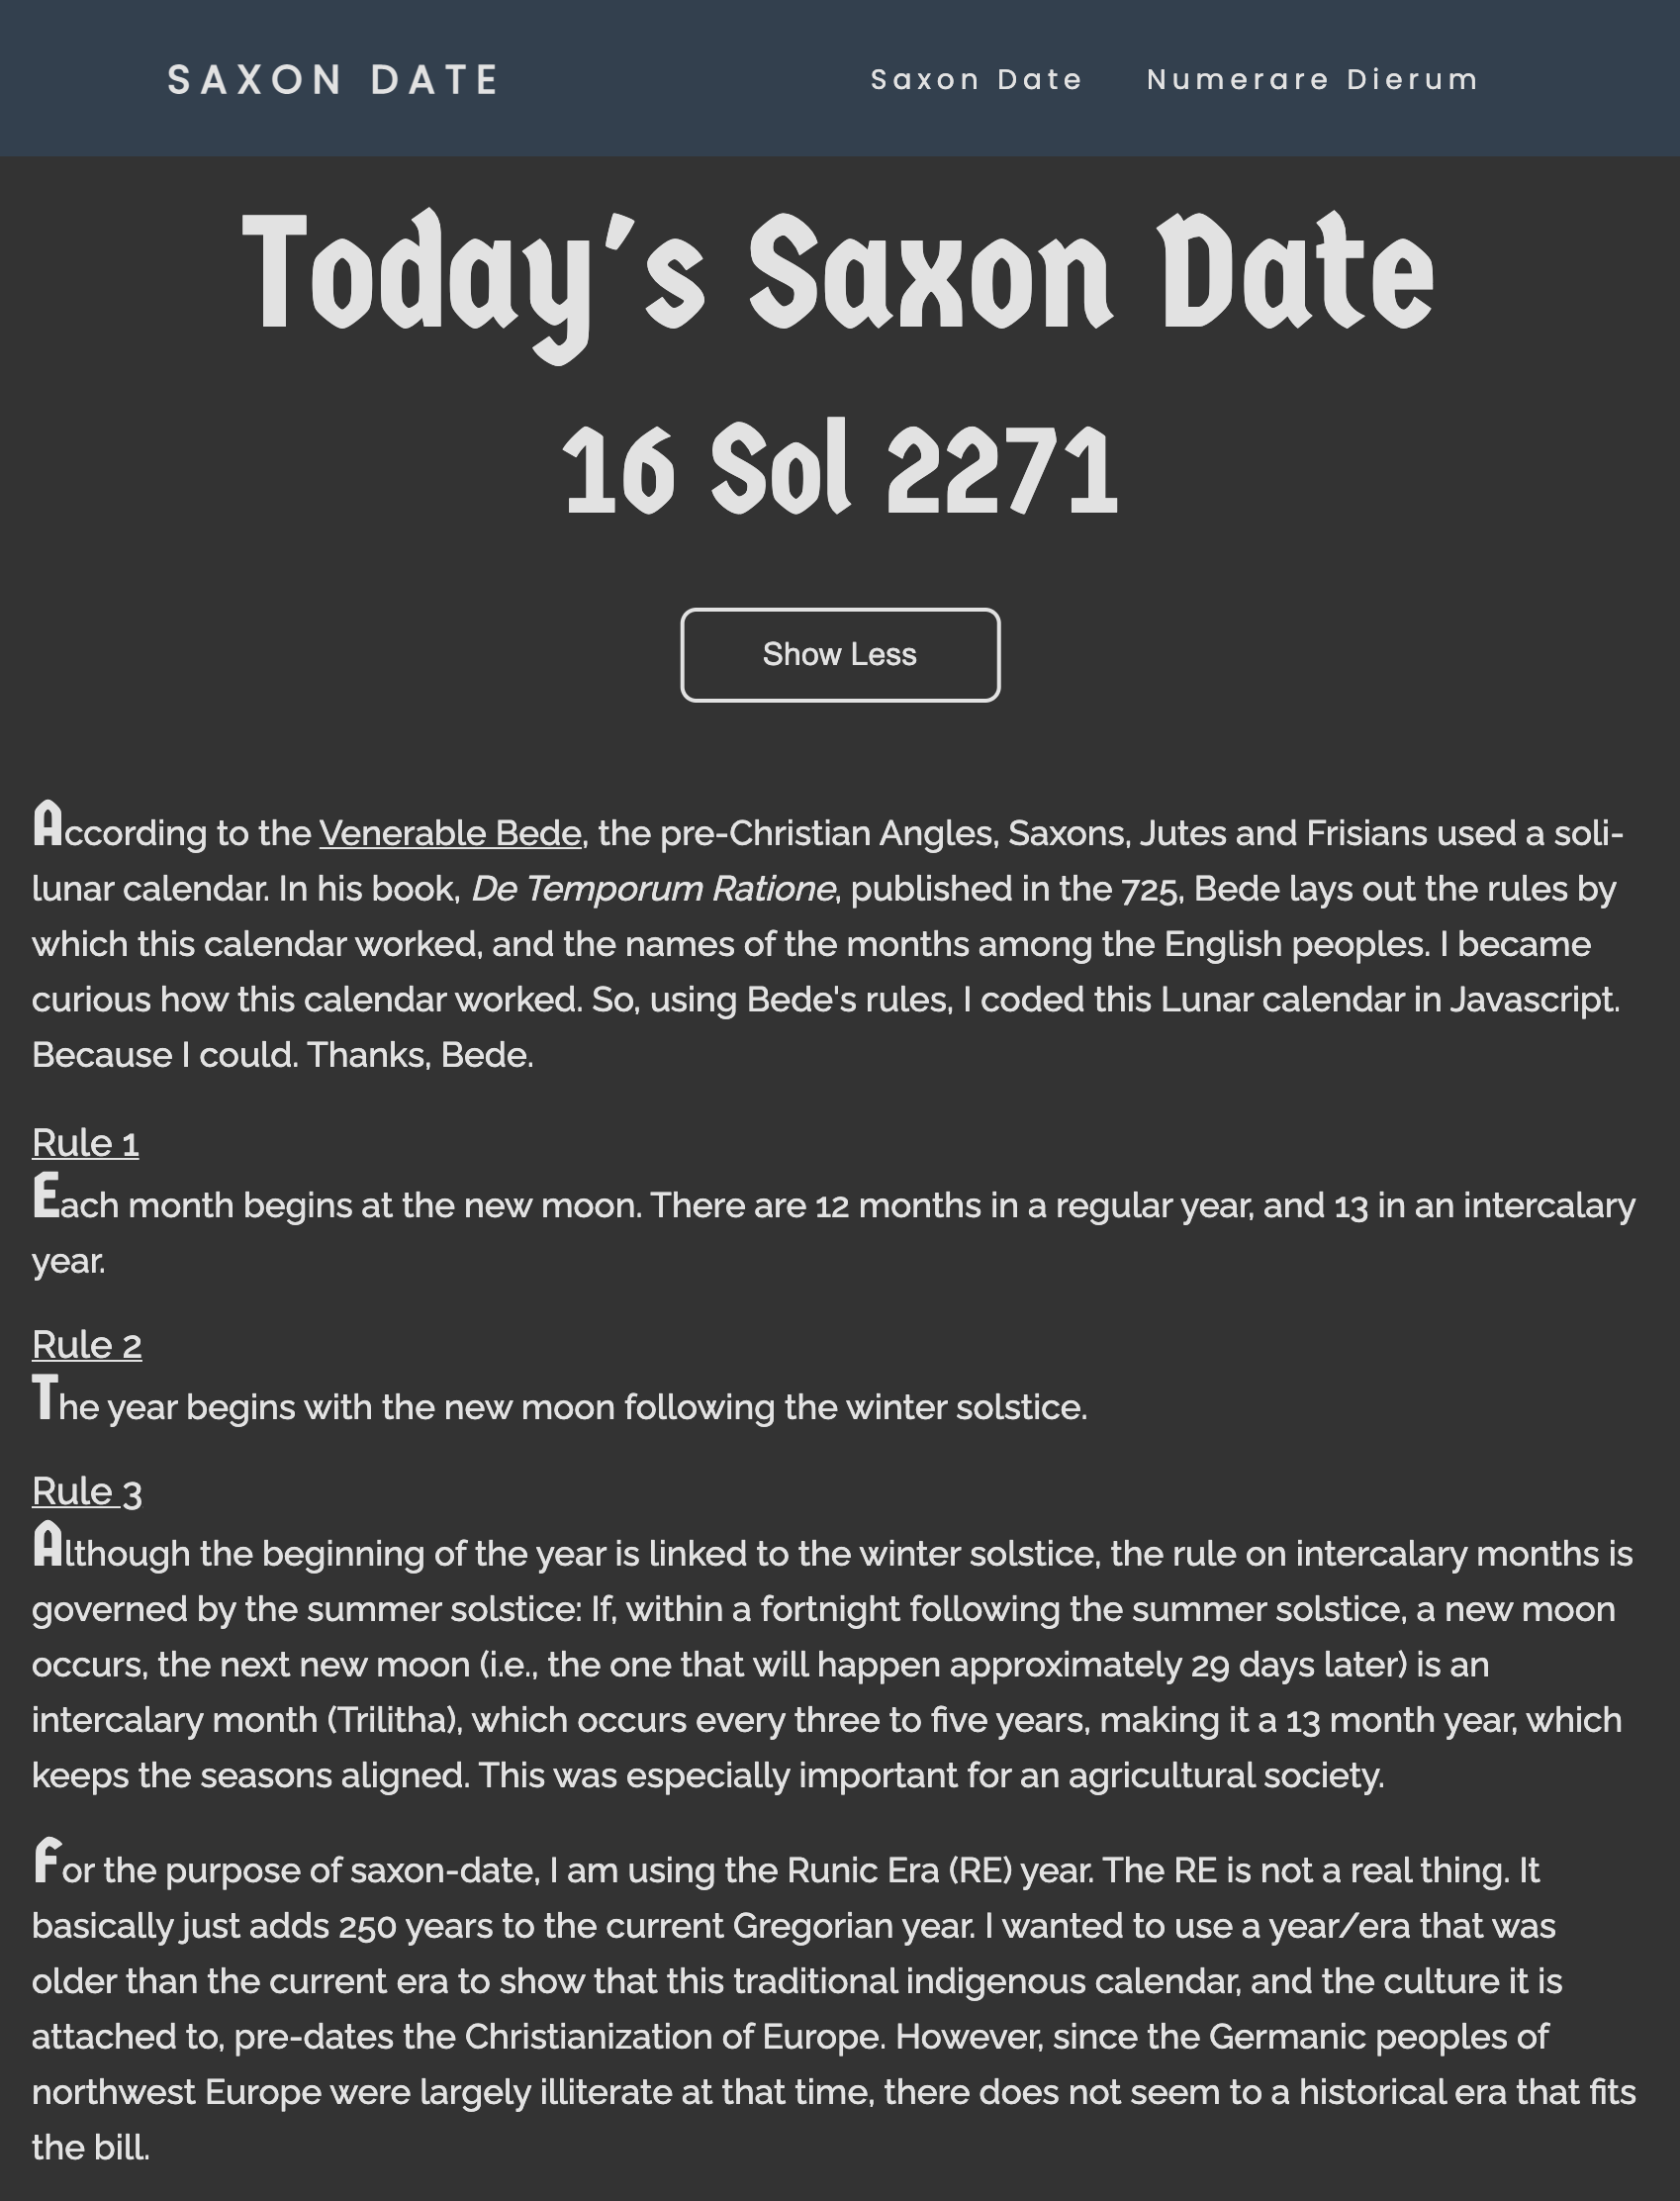 SAXON DATE
Saxon Date
Numerare Dierum
Today's Saxon Date
16 Sol 2271
Show Less
According to the Venerable Bede, the pre-Christian Angles, Saxons, Jutes and Frisians used a soli-
lunar calendar. In his book, De Temporum Ratione, published in the 725, Bede lays out the rules by
which this calendar worked, and the names of the months among the English peoples. I became
curious how this calendar worked. So, using Bede's rules, I coded this Lunar calendar in Javascript.
Because I could. Thanks, Bede.
Rule 1
Each month begins at the new moon. There are 12 months in a regular year, and 13 in an intercalary
year.
Rule 2
The year begins with the new moon following the winter solstice.
Rule 3
Although the beginning of the year is linked to the winter solstice, the rule on intercalary months is
governed by the summer solstice: If, within a fortnight following the summer solstice, a new moon
occurs, the next new moon (i.e., the one that will happen approximately 29 days later) is an
intercalary month (Trilitha), which occurs every three to five years, making it a 13 month year, which
keeps the seasons aligned. This was especially important for an agricultural society.
For the purpose of saxon-date, I am using the Runic Era (RE) year. The RE is not a real thing. It
basically just adds 250 years to the current Gregorian year. I wanted to use a year/era that was
older than the current era to show that this traditional indigenous calendar, and the culture it is
attached to, pre-dates the Christianization of Europe. However, since the Germanic peoples of
northwest Europe were largely illiterate at that time, there does not seem to a historical era that fits
the bill.